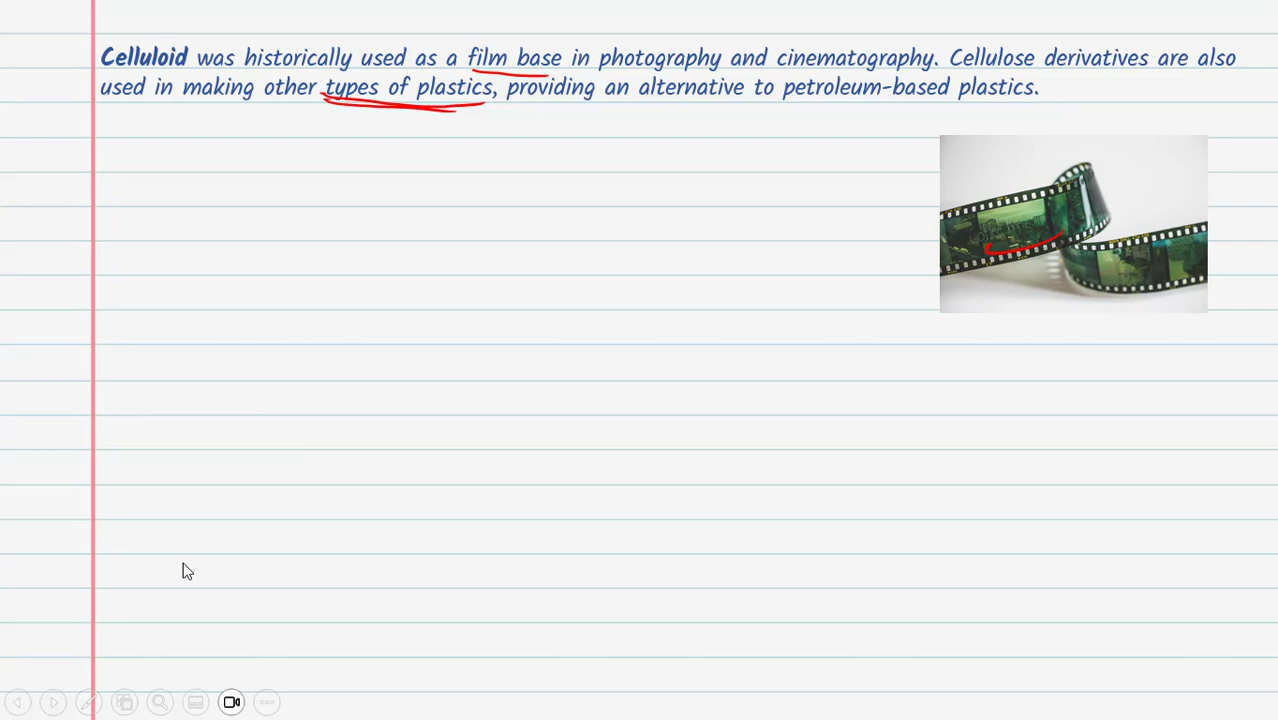 Celluloid was historically used as a film base in photography and cinematography. Cellulose derivatives are also
used in making other types of plastics, providing an alternative to petroleum-based plastics.